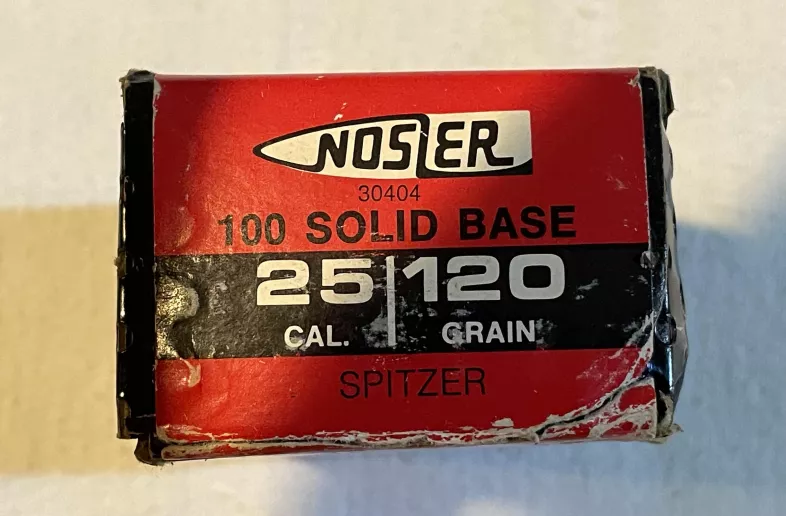 NOSLER
30404
100 SOLID BASE
25|120
CAL. GRAIN
SPITZER